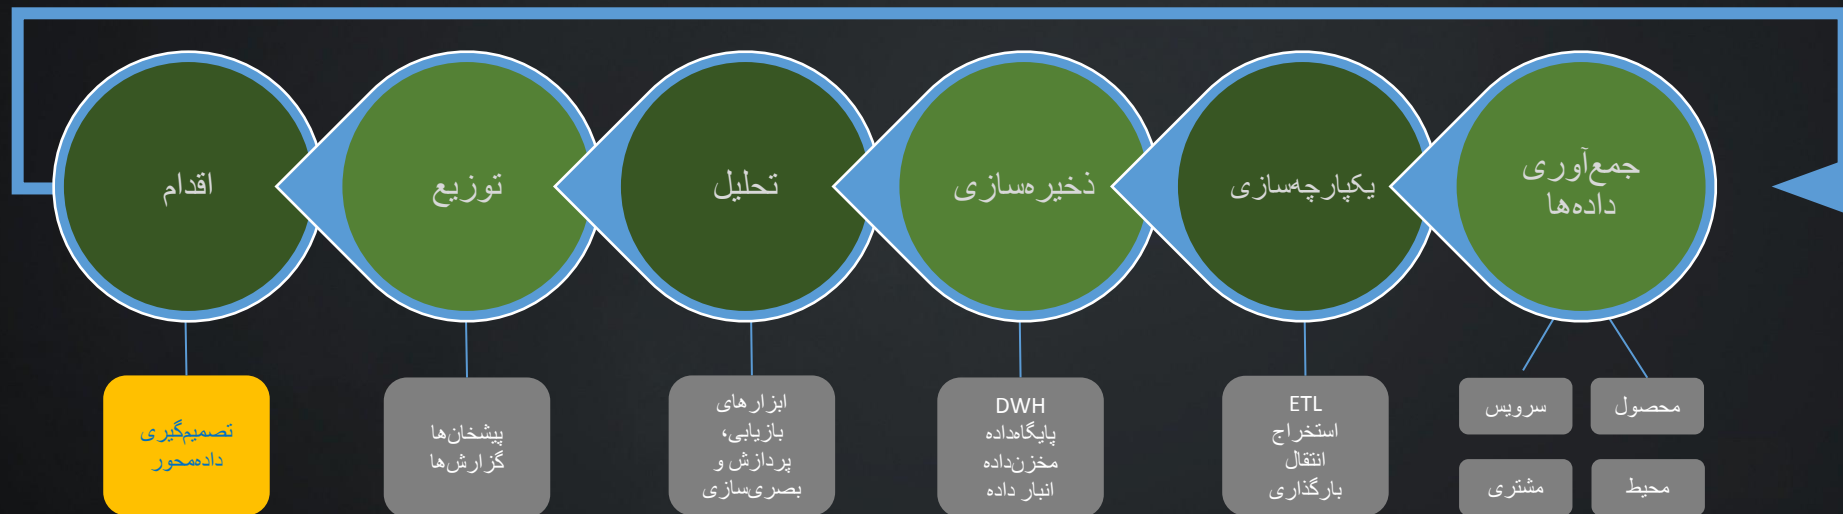 جمع‌آوری
داده‌ها
یکپارچه‌سازی
ذخیره‌سازی
تحلیل
توزیع
اقدام
محصول
سرویس
محیط
مشتری
ETL
استخراج
انتقال
بارگذاری
DWH
پایگاه‌داده
مخزن‌داده
انبار داده
ابزارهای
بازیابی،
پردازش و
بصری‌سازی
پیشخان‌ها
گزارش‌ها
تصمیم‌گیری
داده‌محور